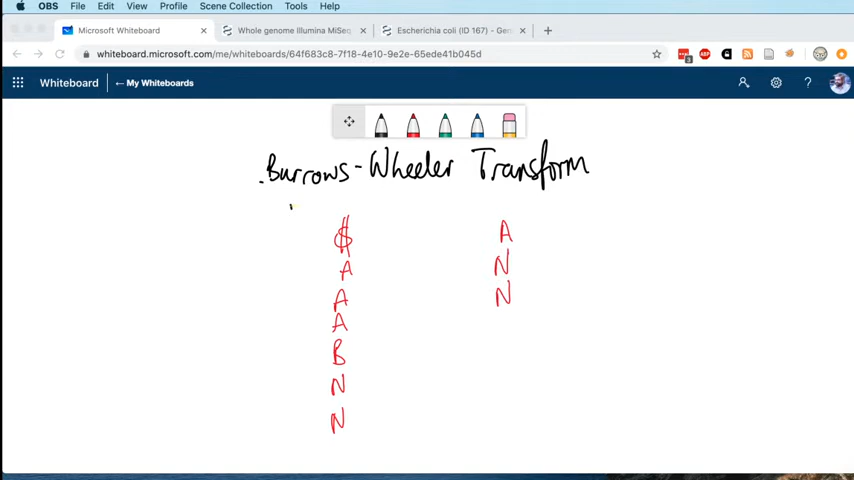 OBS File Edit View Profile Scene Collection Tools Help
Microsoft Whiteboard Whole genome Illumina MiSeq Escherichia coli (ID 167) - Gen
whiteboard.microsoft.com/me/whiteboards/64f683c8-7f18-4e10-9e2e-65ede41b045d
3
Whiteboard ← My Whiteboards ?
Burrows-Wheeler Transform
$ A
A N
A N
A
B
N
N